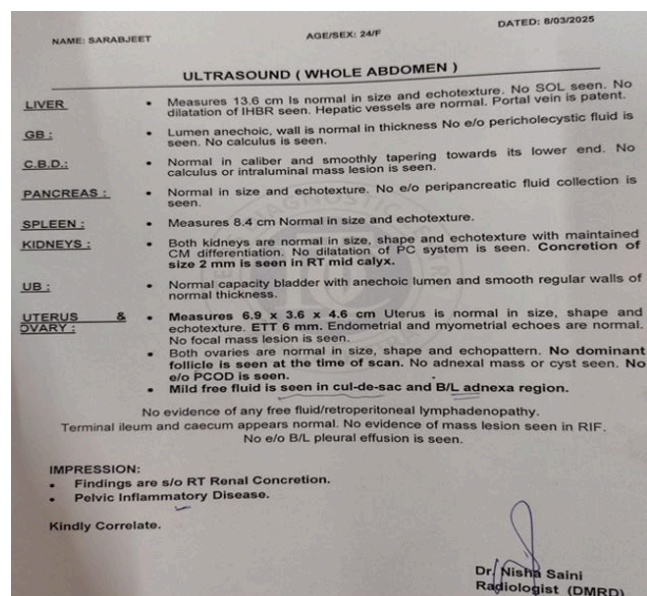 DATED: 8/03/2025
NAME: SARABJEET AGE/SEX: 24/F
ULTRASOUND ( WHOLE ABDOMEN )
LIVER • Measures 13.6 cm Is normal in size and echotexture. No SOL seen. No
dilatation of IHBR seen. Hepatic vessels are normal. Portal vein is patent.
GB : • Lumen anechoic, wall is normal in thickness No e/o pericholecystic fluid is
seen. No calculus is seen.
C.B.D.: • Normal in caliber and smoothly tapering towards its lower end. No
calculus or intraluminal mass lesion is seen.
PANCREAS : • Normal in size and echotexture. No e/o peripancreatic fluid collection is
seen.
SPLEEN : • Measures 8.4 cm Normal in size and echotexture.
KIDNEYS : • Both kidneys are normal in size, shape and echotexture with maintained
CM differentiation. No dilatation of PC system is seen. Concretion of
size 2 mm is seen in RT mid calyx.
UB : • Normal capacity bladder with anechoic lumen and smooth regular walls of
normal thickness.
UTERUS & • Measures 6.9 x 3.6 x 4.6 cm Uterus is normal in size, shape and
OVARY : echotexture. ETT 6 mm. Endometrial and myometrial echoes are normal.
No focal mass lesion is seen.
• Both ovaries are normal in size, shape and echopattern. No dominant
follicle is seen at the time of scan. No adnexal mass or cyst seen. No
e/o PCOD is seen.
• Mild free fluid is seen in cul-de-sac and B/L adnexa region.
No evidence of any free fluid/retroperitoneal lymphadenopathy.
Terminal ileum and caecum appears normal. No evidence of mass lesion seen in RIF.
No e/o B/L pleural effusion is seen.
IMPRESSION:
• Findings are s/o RT Renal Concretion.
• Pelvic Inflammatory Disease.
Kindly Correlate.
Dr. Nisha Saini
Radiologist (DMRD)